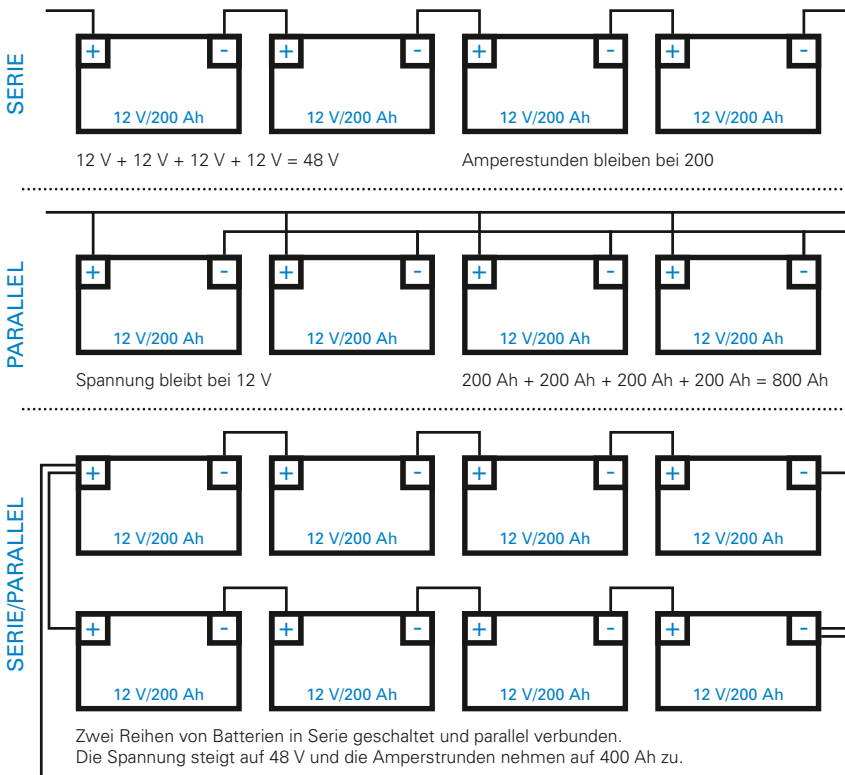 SERIE
+ - + - + - + -
12 V/200 Ah 12 V/200 Ah 12 V/200 Ah 12 V/200 Ah
12 V + 12 V + 12 V + 12 V = 48 V Amperestunden bleiben bei 200
PARALLEL
+ - + - + - + -
12 V/200 Ah 12 V/200 Ah 12 V/200 Ah 12 V/200 Ah
Spannung bleibt bei 12 V 200 Ah + 200 Ah + 200 Ah + 200 Ah = 800 Ah
SERIE/PARALLEL
+ - + - + - + -
12 V/200 Ah 12 V/200 Ah 12 V/200 Ah 12 V/200 Ah
+ - + - + - + -
12 V/200 Ah 12 V/200 Ah 12 V/200 Ah 12 V/200 Ah
Zwei Reihen von Batterien in Serie geschaltet und parallel verbunden.
Die Spannung steigt auf 48 V und die Amperstrunden nehmen auf 400 Ah zu.